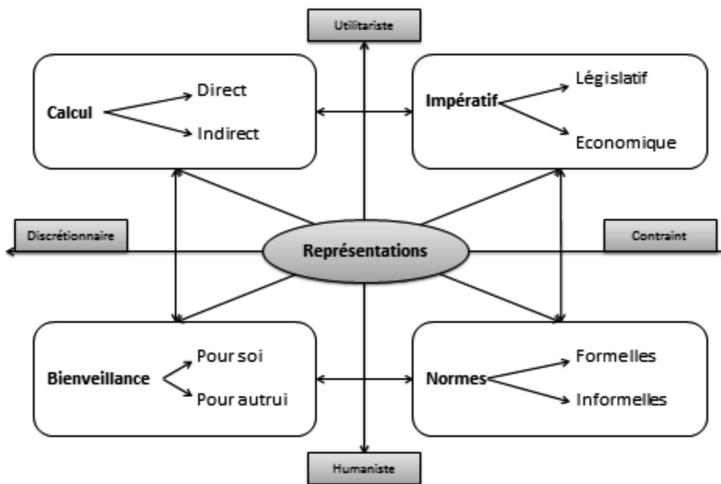 Utilitariste
Calcul
Direct
Indirect
Impératif
Législatif
Economique
Discrétionnaire
Représentations
Contraint
Bienveillance
Pour soi
Pour autrui
Normes
Formelles
Informelles
Humaniste